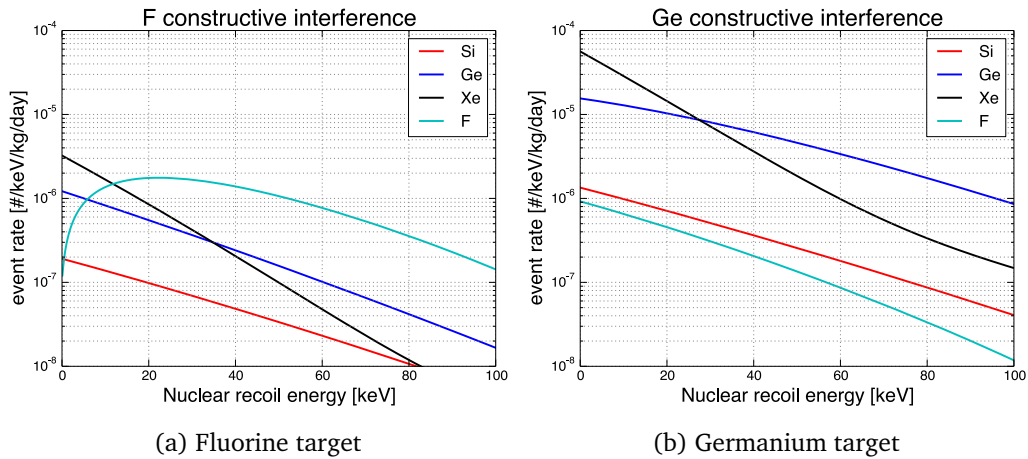 F constructive interference
10⁻⁴
10⁻⁵
10⁻⁶
10⁻⁷
10⁻⁸
event rate [#/keV/kg/day]
Si
Ge
Xe
F
0 20 40 60 80 100
Nuclear recoil energy [keV]
(a) Fluorine target
Ge constructive interference
10⁻⁴
10⁻⁵
10⁻⁶
10⁻⁷
10⁻⁸
event rate [#/keV/kg/day]
Si
Ge
Xe
F
0 20 40 60 80 100
Nuclear recoil energy [keV]
(b) Germanium target